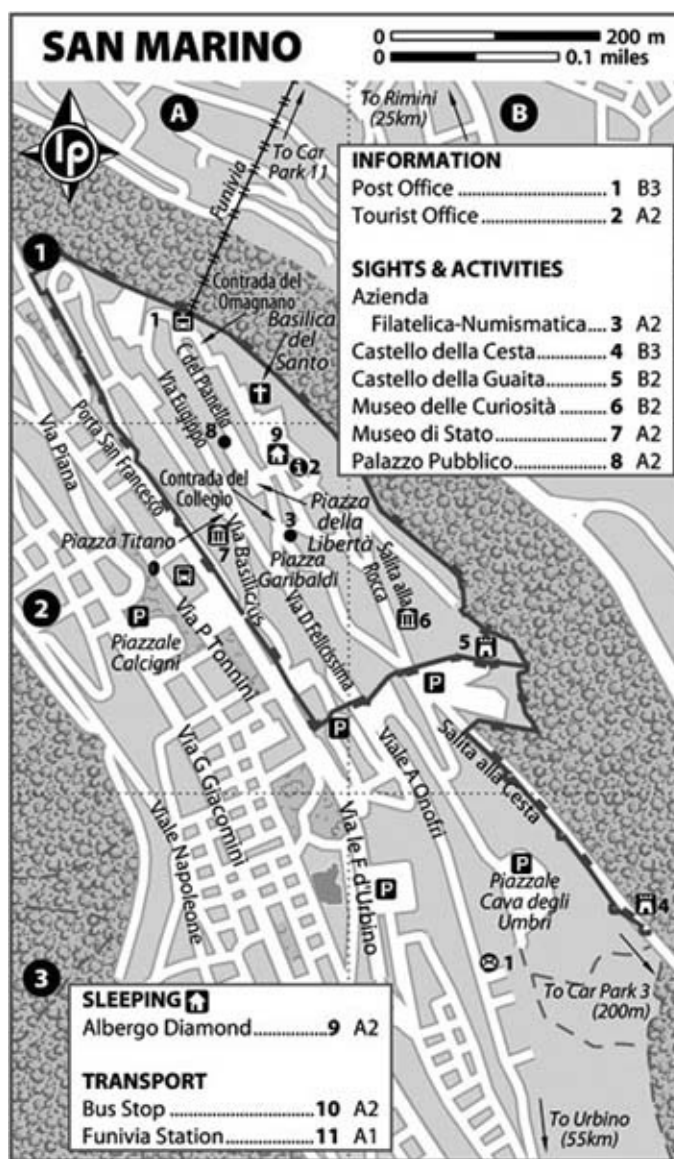 SAN MARINO
0 200 m
0 0.1 miles
A
B
lp
To Rimini
(25km)
To Car
Park 11
Funivia
INFORMATION
Post Office 1 B3
Tourist Office 2 A2
SIGHTS & ACTIVITIES
Azienda
Filatelica-Numismatica 3 A2
Castello della Cesta 4 B3
Castello della Guaita 5 B2
Museo delle Curiosità 6 B2
Museo di Stato 7 A2
Palazzo Pubblico 8 A2
1
Contrada del
Omagnano
1
Basilica
del
Santo
C del Pianello
Via Eugippo
8
9
2
Via Piana
Porta San Francesco
Contrada del
Collegio
3
Piazza
della
Libertà
Piazza Titano
7
Via Basilicius
Piazza
Garibaldi
Salita alla
Rocca
6
2
P
Piazzale
Calcigni
Via P Tonnini
Via D Felicissima
5
P
P
Via G Giacomini
Viale A Onofri
Salita alla Cesta
Viale Napoleone
Via le F d'Urbino
P
P
Piazzale
Cava degli
Umbri
4
1
3
To Car Park 3
(200m)
SLEEPING
Albergo Diamond 9 A2
TRANSPORT
Bus Stop 10 A2
Funivia Station 11 A1
To Urbino
(55km)